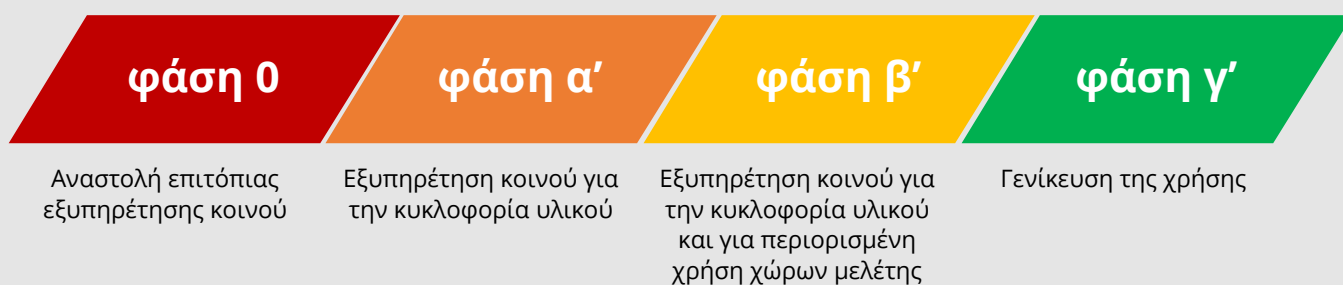 φάση 0
Αναστολή επιτόπιας
εξυπηρέτησης κοινού
φάση α’
Εξυπηρέτηση κοινού για
την κυκλοφορία υλικού
φάση β’
Εξυπηρέτηση κοινού για
την κυκλοφορία υλικού
και για περιορισμένη
χρήση χώρων μελέτης
φάση γ’
Γενίκευση της χρήσης